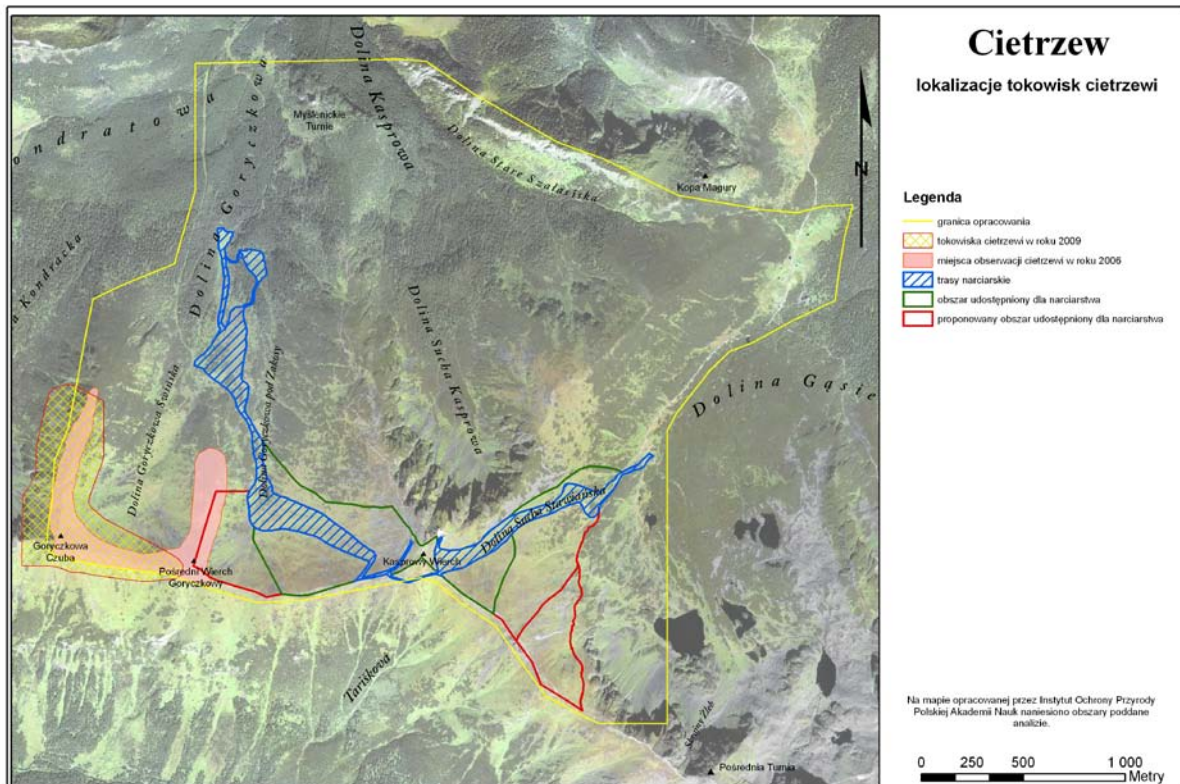 Cietrzew
lokalizacje tokowisk cietrzewi
N
Legenda
granica opracowania
tokowiska cietrzewi w roku 2009
miejsca obserwacji cietrzewi w roku 2006
trasy narciarskie
obszar udostępniony dla narciarstwa
proponowany obszar udostępniony dla narciarstwa
Na mapie opracowanej przez Instytut Ochrony Przyrody
Polskiej Akademii Nauk naniesiono obszary poddane
analizie.
0 250 500 1 000
Metry
ondratowa
Dolina Goryczkowa
Dolina Kasprowa
Myślenickie
Turnie
Dolina Stare Szałasiska
Kopa Magury
a Kondracka
Dolina Sucha Kasprowa
Dolina Gąsie
Dolina Goryczkowa Świńska
Dolina Goryczkowa pod Zakosy
Dolina Sucha Stawiańska
Goryczkowa
Czuba
Pośredni Wierch
Goryczkowy
Kasprowy Wierch
Tariškova
Pośrednia Turnia